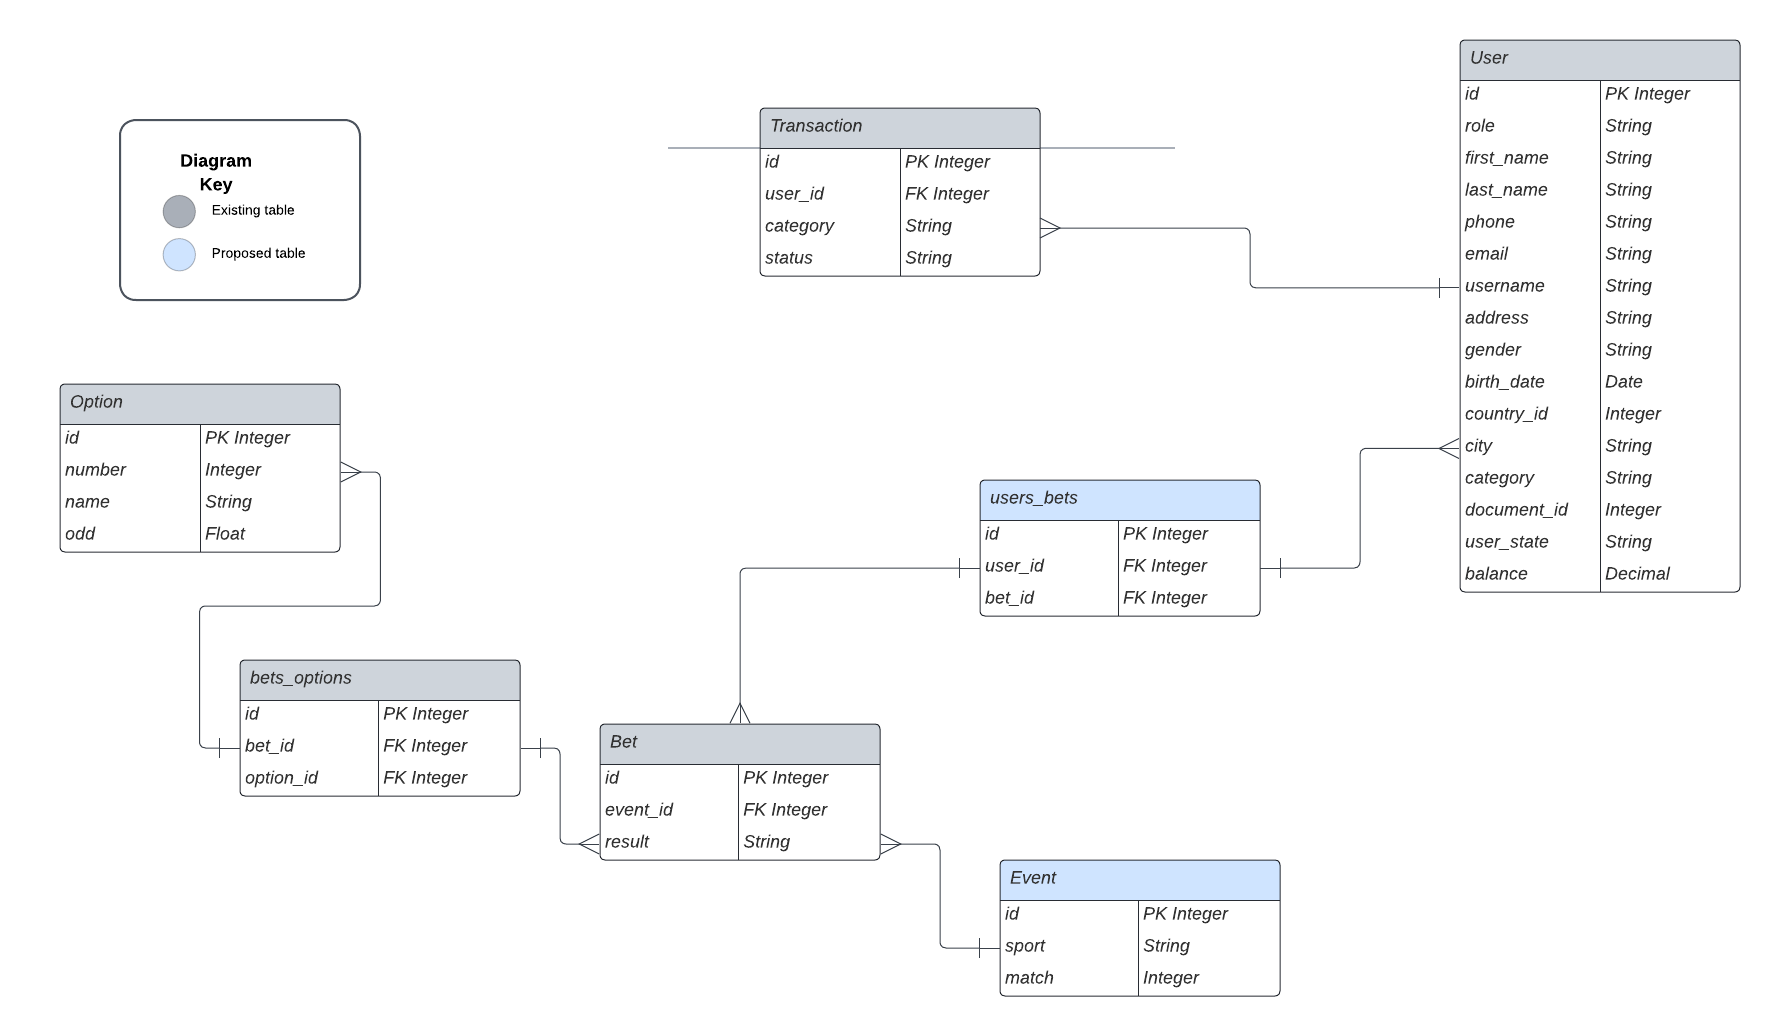 Diagram
Key
Existing table
Proposed table
Transaction
id PK Integer
user_id FK Integer
category String
status String
User
id PK Integer
role String
first_name String
last_name String
phone String
email String
username String
address String
gender String
birth_date Date
country_id Integer
city String
category String
document_id Integer
user_state String
balance Decimal
Option
id PK Integer
number Integer
name String
odd Float
users_bets
id PK Integer
user_id FK Integer
bet_id FK Integer
bets_options
id PK Integer
bet_id FK Integer
option_id FK Integer
Bet
id PK Integer
event_id FK Integer
result String
Event
id PK Integer
sport String
match Integer